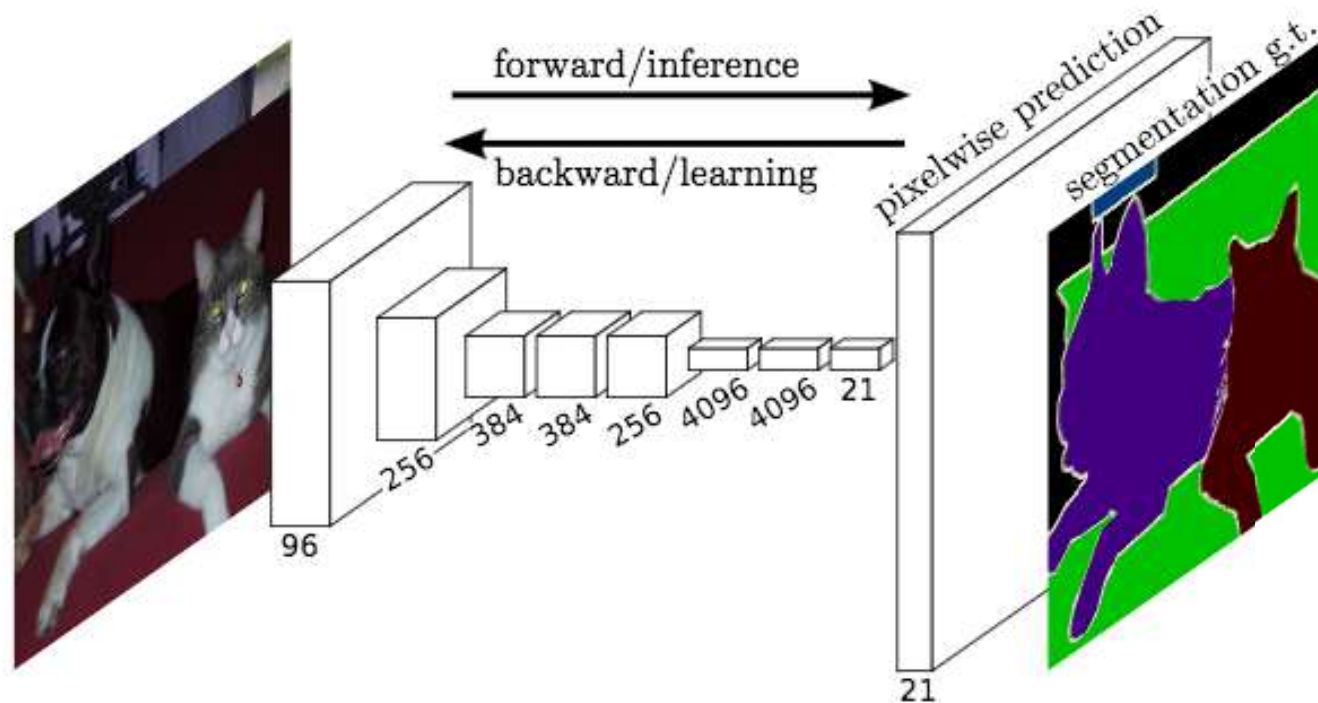 forward/inference
backward/learning
pixelwise prediction
segmentation g.t.
96
256
384
384
256
4096
4096
21
21